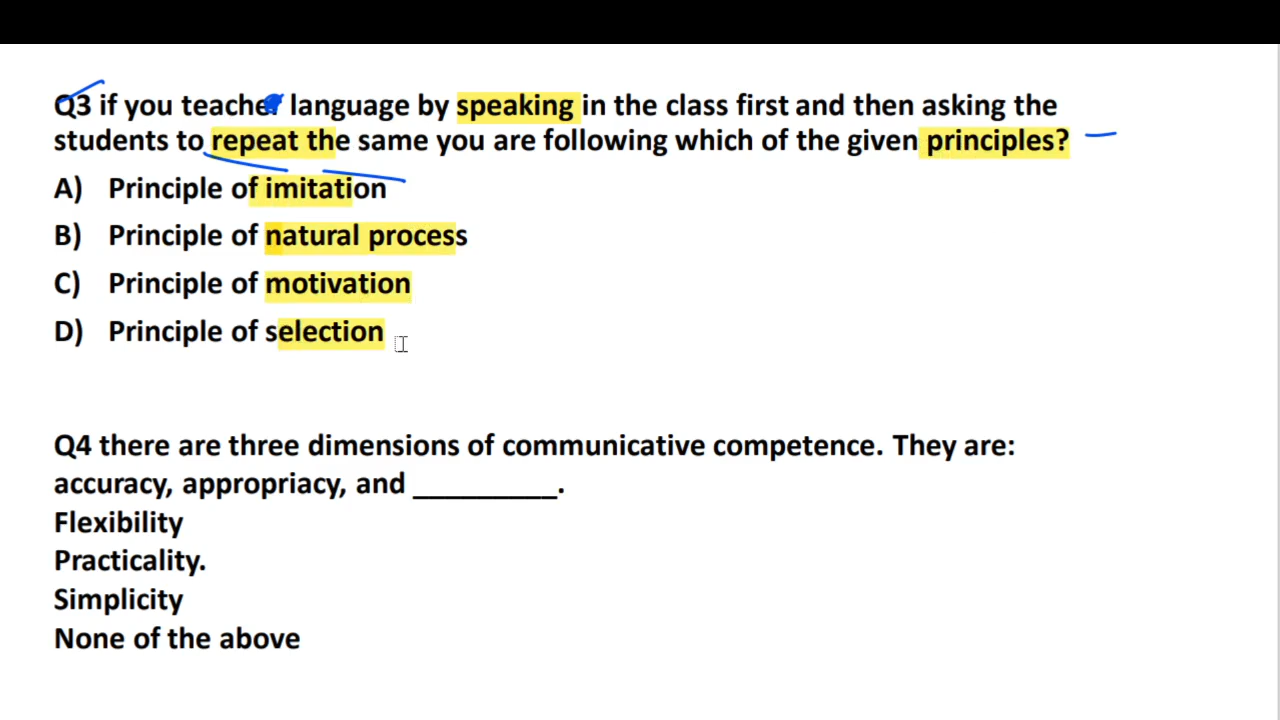 Q3 if you teacher language by speaking in the class first and then asking the
students to repeat the same you are following which of the given principles?
A) Principle of imitation
B) Principle of natural process
C) Principle of motivation
D) Principle of selection
Q4 there are three dimensions of communicative competence. They are:
accuracy, appropriacy, and _________.
Flexibility
Practicality.
Simplicity
None of the above